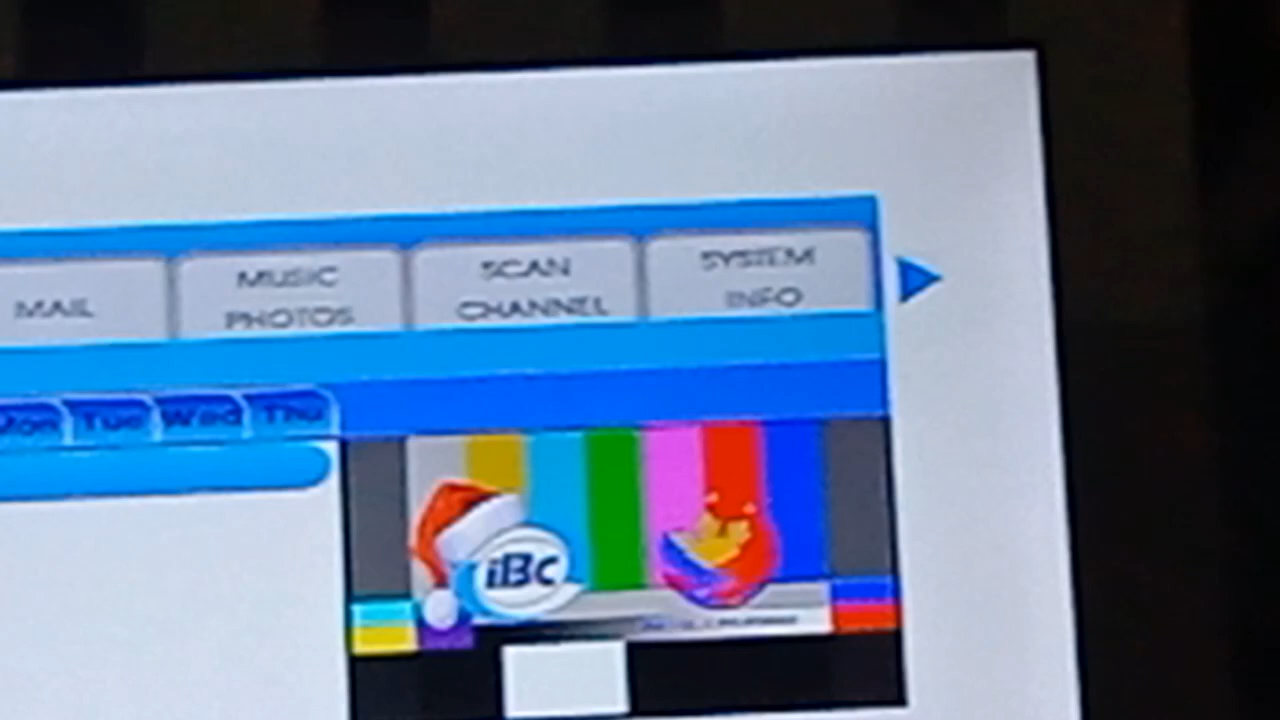 MAIL
MUSIC
PHOTOS
SCAN
CHANNEL
SYSTEM
INFO
Mon Tue Wed Thu
iBC